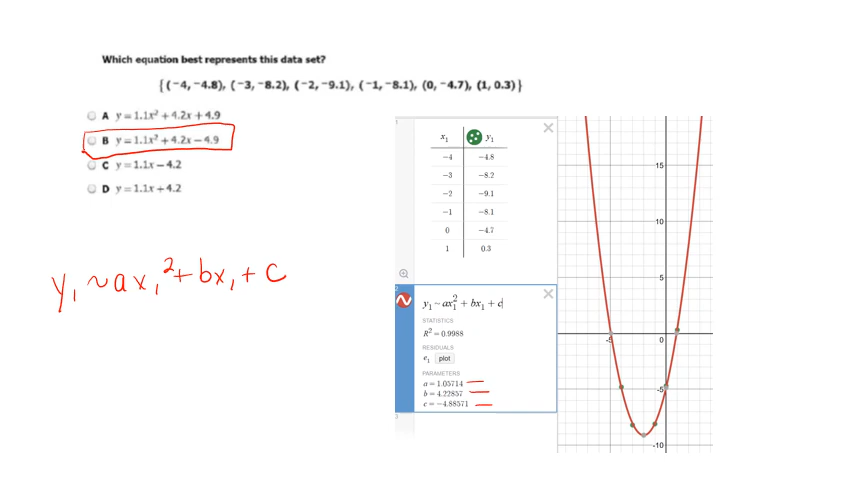 Which equation best represents this data set?
{(⁻4, ⁻4.8), (⁻3, ⁻8.2), (⁻2, ⁻9.1), (⁻1, ⁻8.1), (0, ⁻4.7), (1, 0.3)}
A y = 1.1x² + 4.2x + 4.9
B y = 1.1x² + 4.2x − 4.9
C y = 1.1x − 4.2
D y = 1.1x + 4.2
y₁ ~ ax₁² + bx₁ + c
1
x₁ y₁
−4 −4.8
−3 −8.2
−2 −9.1
−1 −8.1
0 −4.7
1 0.3
2
y₁ ~ ax₁² + bx₁ + c
STATISTICS
R² = 0.9988
RESIDUALS
e₁ plot
PARAMETERS
a = 1.05714
b = 4.22857
c = −4.88571
3
15
10
5
-5
0
-5
-10